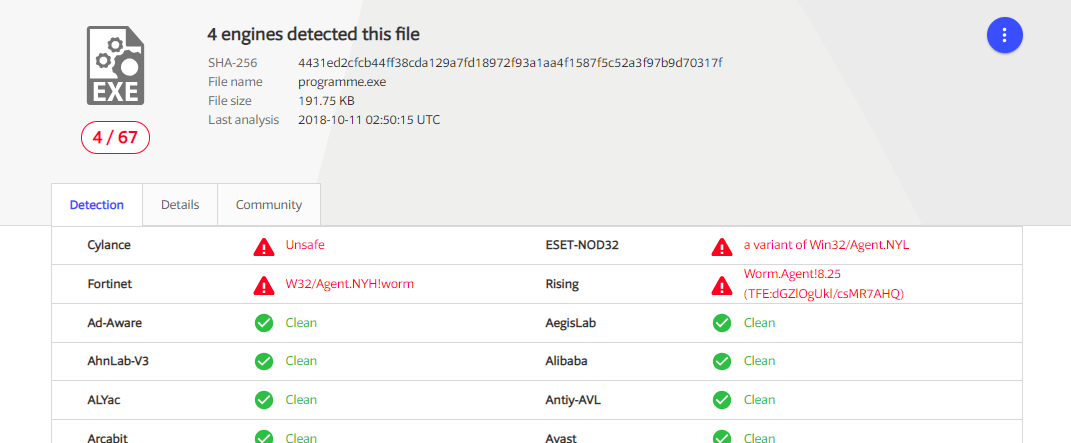 4 engines detected this file
SHA-256 4431ed2cfcb44ff38cda129a7fd18972f93a1aa4f1587f5c52a3f97b9d70317f
File name programme.exe
File size 191.75 KB
Last analysis 2018-10-11 02:50:15 UTC
EXE
4 / 67
Detection Details Community
Cylance Unsafe ESET-NOD32 a variant of Win32/Agent.NYL
Fortinet W32/Agent.NYH!worm Rising Worm.Agent!8.25
(TFE:dGZlOgUkl/csMR7AHQ)
Ad-Aware Clean AegisLab Clean
AhnLab-V3 Clean Alibaba Clean
ALYac Clean Antiy-AVL Clean
Arcabit Clean Avast Clean